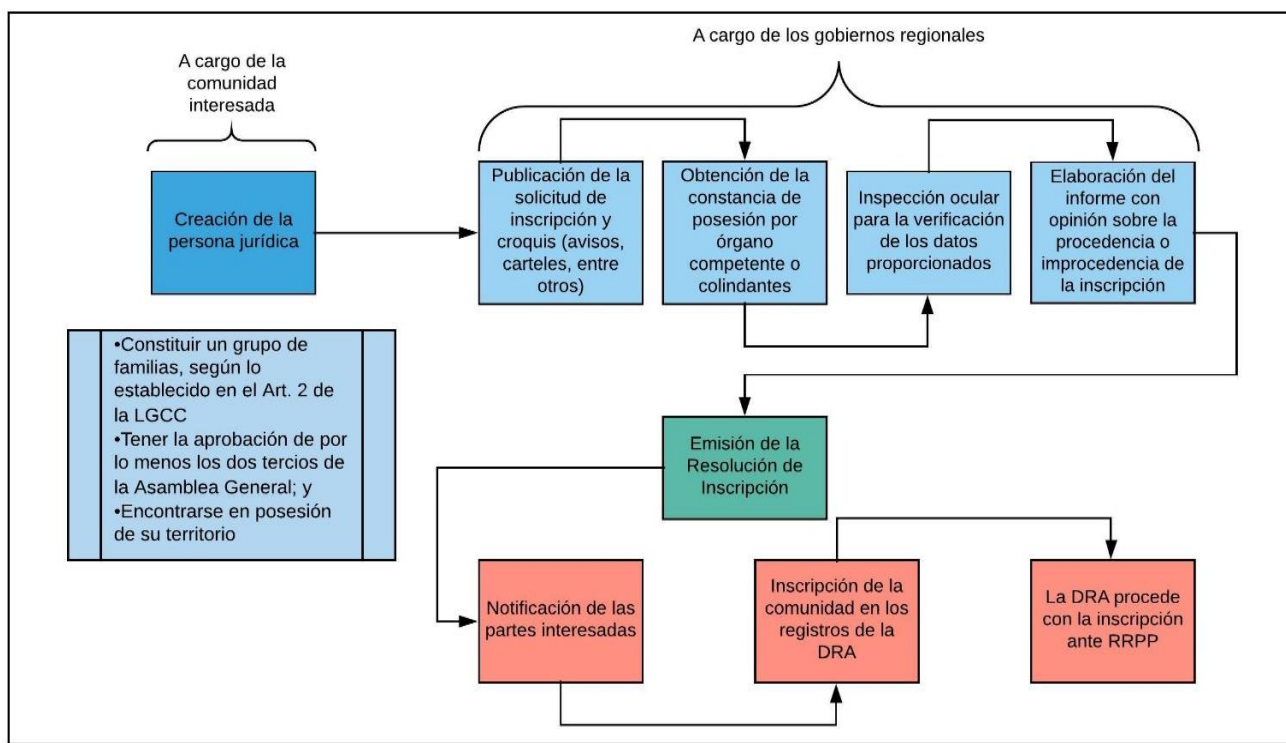 A cargo de la
comunidad
interesada
A cargo de los gobiernos regionales
Creación de la
persona jurídica
Publicación de la
solicitud de
inscripción y
croquis (avisos,
carteles, entre
otros)
Obtención de la
constancia de
posesión por
órgano
competente o
colindantes
Inspección ocular
para la verificación
de los datos
proporcionados
Elaboración del
informe con
opinión sobre la
procedencia o
improcedencia de
la inscripción
•Constituir un grupo de
familias, según lo
establecido en el Art. 2 de
la LGCC
•Tener la aprobación de por
lo menos los dos tercios de
la Asamblea General; y
•Encontrarse en posesión
de su territorio
Emisión de la
Resolución de
Inscripción
Notificación de las
partes interesadas
Inscripción de la
comunidad en los
registros de la
DRA
La DRA procede
con la inscripción
ante RRPP